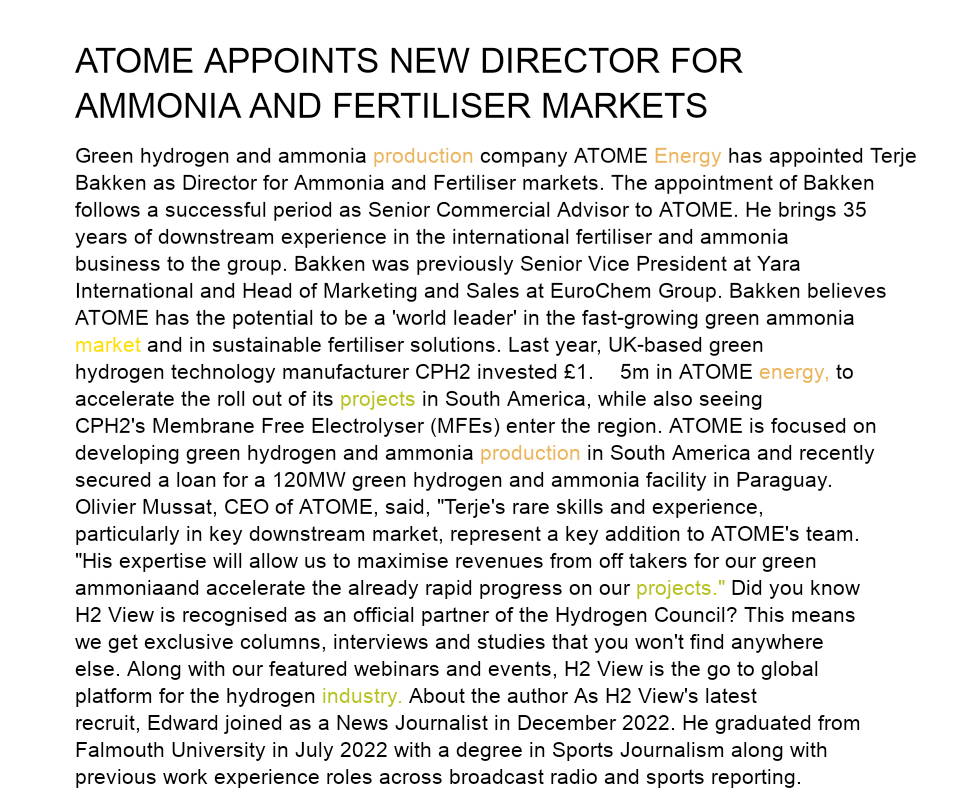 ATOME APPOINTS NEW DIRECTOR FOR
AMMONIA AND FERTILISER MARKETS
Green hydrogen and ammonia production company ATOME Energy has appointed Terje
Bakken as Director for Ammonia and Fertiliser markets. The appointment of Bakken
follows a successful period as Senior Commercial Advisor to ATOME. He brings 35
years of downstream experience in the international fertiliser and ammonia
business to the group. Bakken was previously Senior Vice President at Yara
International and Head of Marketing and Sales at EuroChem Group. Bakken believes
ATOME has the potential to be a 'world leader' in the fast-growing green ammonia
market and in sustainable fertiliser solutions. Last year, UK-based green
hydrogen technology manufacturer CPH2 invested £1.    5m in ATOME energy, to
accelerate the roll out of its projects in South America, while also seeing
CPH2's Membrane Free Electrolyser (MFEs) enter the region. ATOME is focused on
developing green hydrogen and ammonia production in South America and recently
secured a loan for a 120MW green hydrogen and ammonia facility in Paraguay.
Olivier Mussat, CEO of ATOME, said, "Terje's rare skills and experience,
particularly in key downstream market, represent a key addition to ATOME's team.
"His expertise will allow us to maximise revenues from off takers for our green
ammoniaand accelerate the already rapid progress on our projects." Did you know
H2 View is recognised as an official partner of the Hydrogen Council? This means
we get exclusive columns, interviews and studies that you won't find anywhere
else. Along with our featured webinars and events, H2 View is the go to global
platform for the hydrogen industry. About the author As H2 View's latest
recruit, Edward joined as a News Journalist in December 2022. He graduated from
Falmouth University in July 2022 with a degree in Sports Journalism along with
previous work experience roles across broadcast radio and sports reporting.